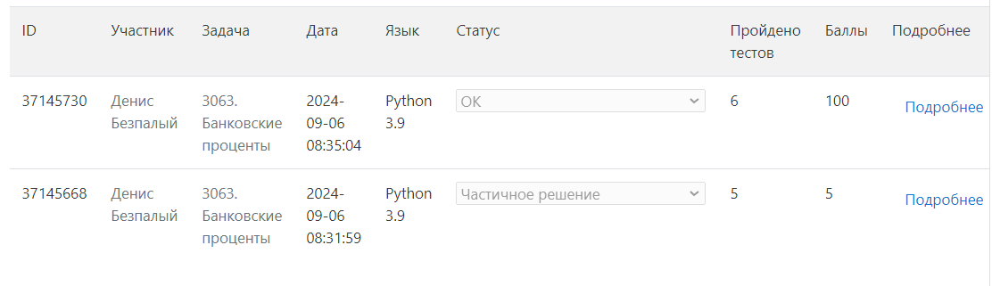 ID Участник Задача Дата Язык Статус Пройдено тестов Баллы Подробнее
37145730 Денис Безпалый 3063. Банковские проценты 2024-09-06 08:35:04 Python 3.9 OK 6 100 Подробнее
37145668 Денис Безпалый 3063. Банковские проценты 2024-09-06 08:31:59 Python 3.9 Частичное решение 5 5 Подробнее